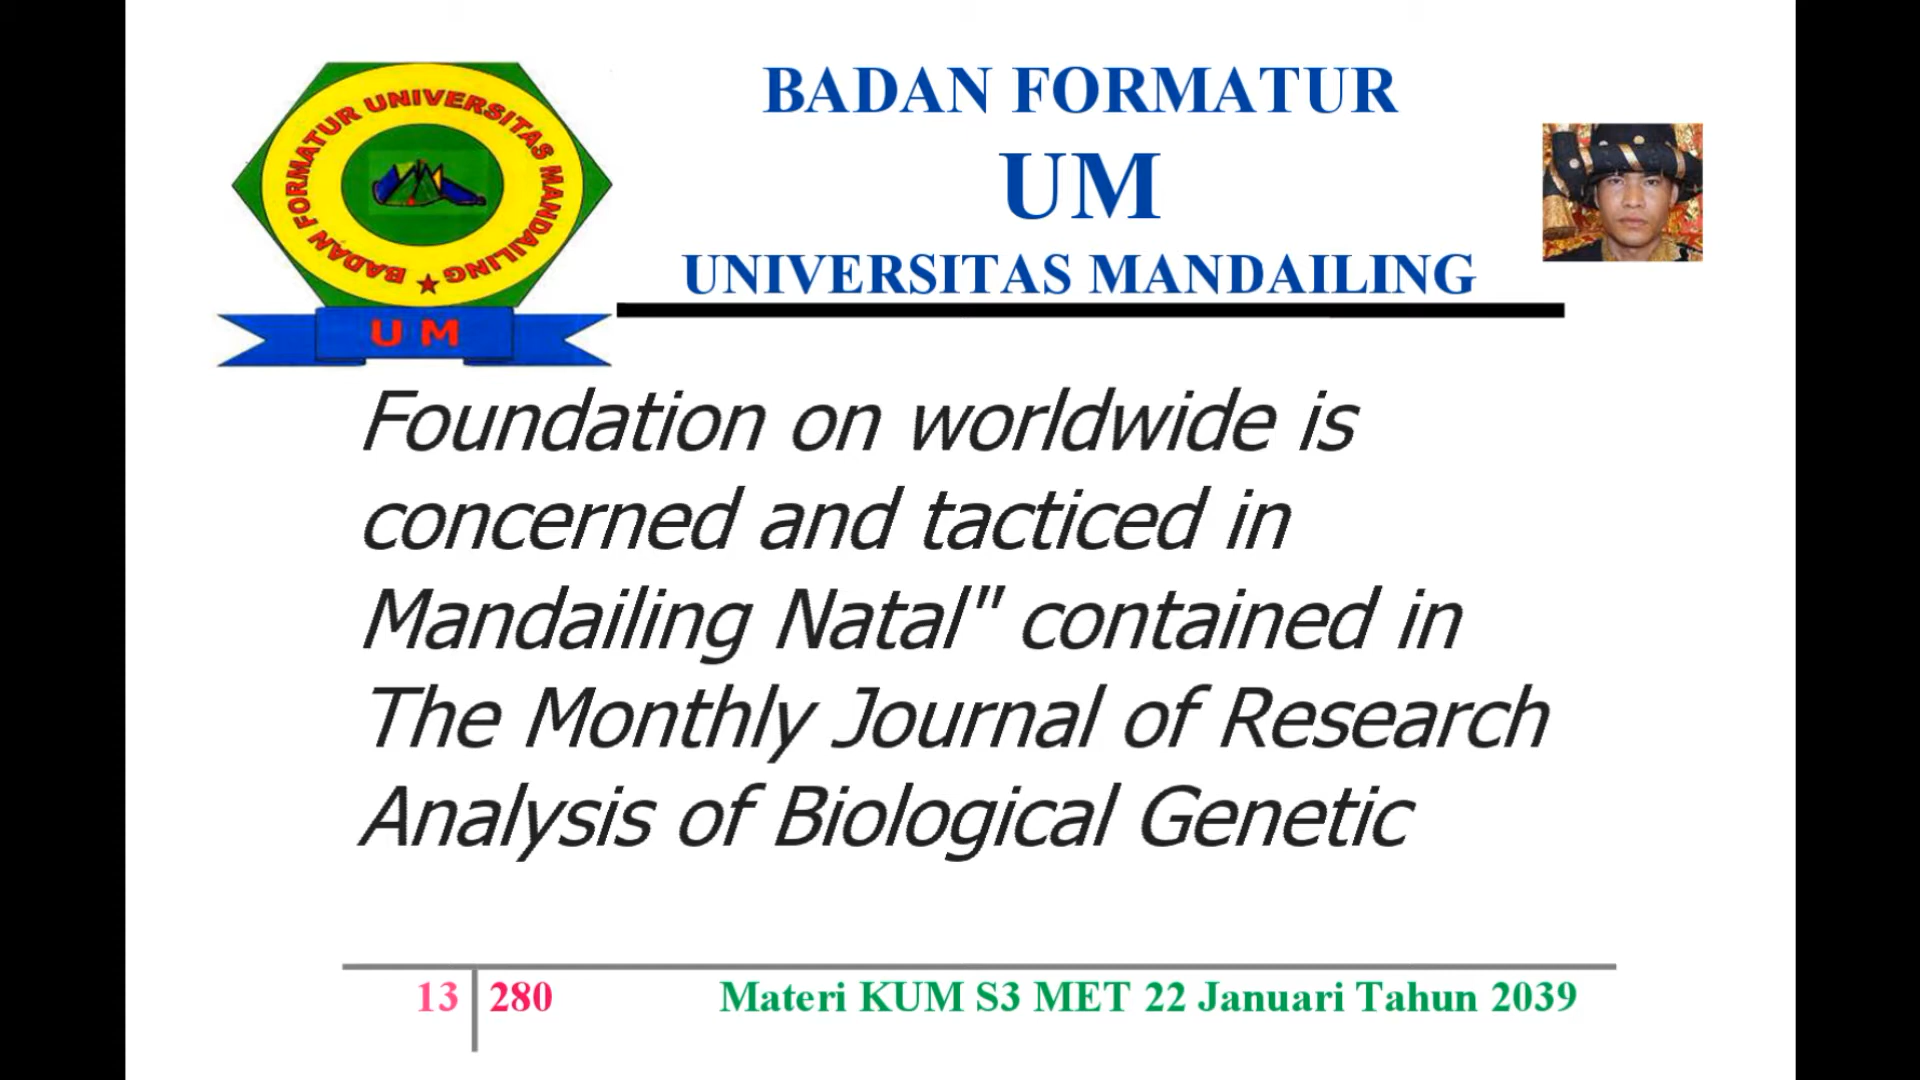 BADAN FORMATUR UNIVERSITAS MANDAILING
U M
BADAN FORMATUR
UM
UNIVERSITAS MANDAILING
Foundation on worldwide is
concerned and tacticed in
Mandailing Natal" contained in
The Monthly Journal of Research
Analysis of Biological Genetic
13 280 Materi KUM S3 MET 22 Januari Tahun 2039